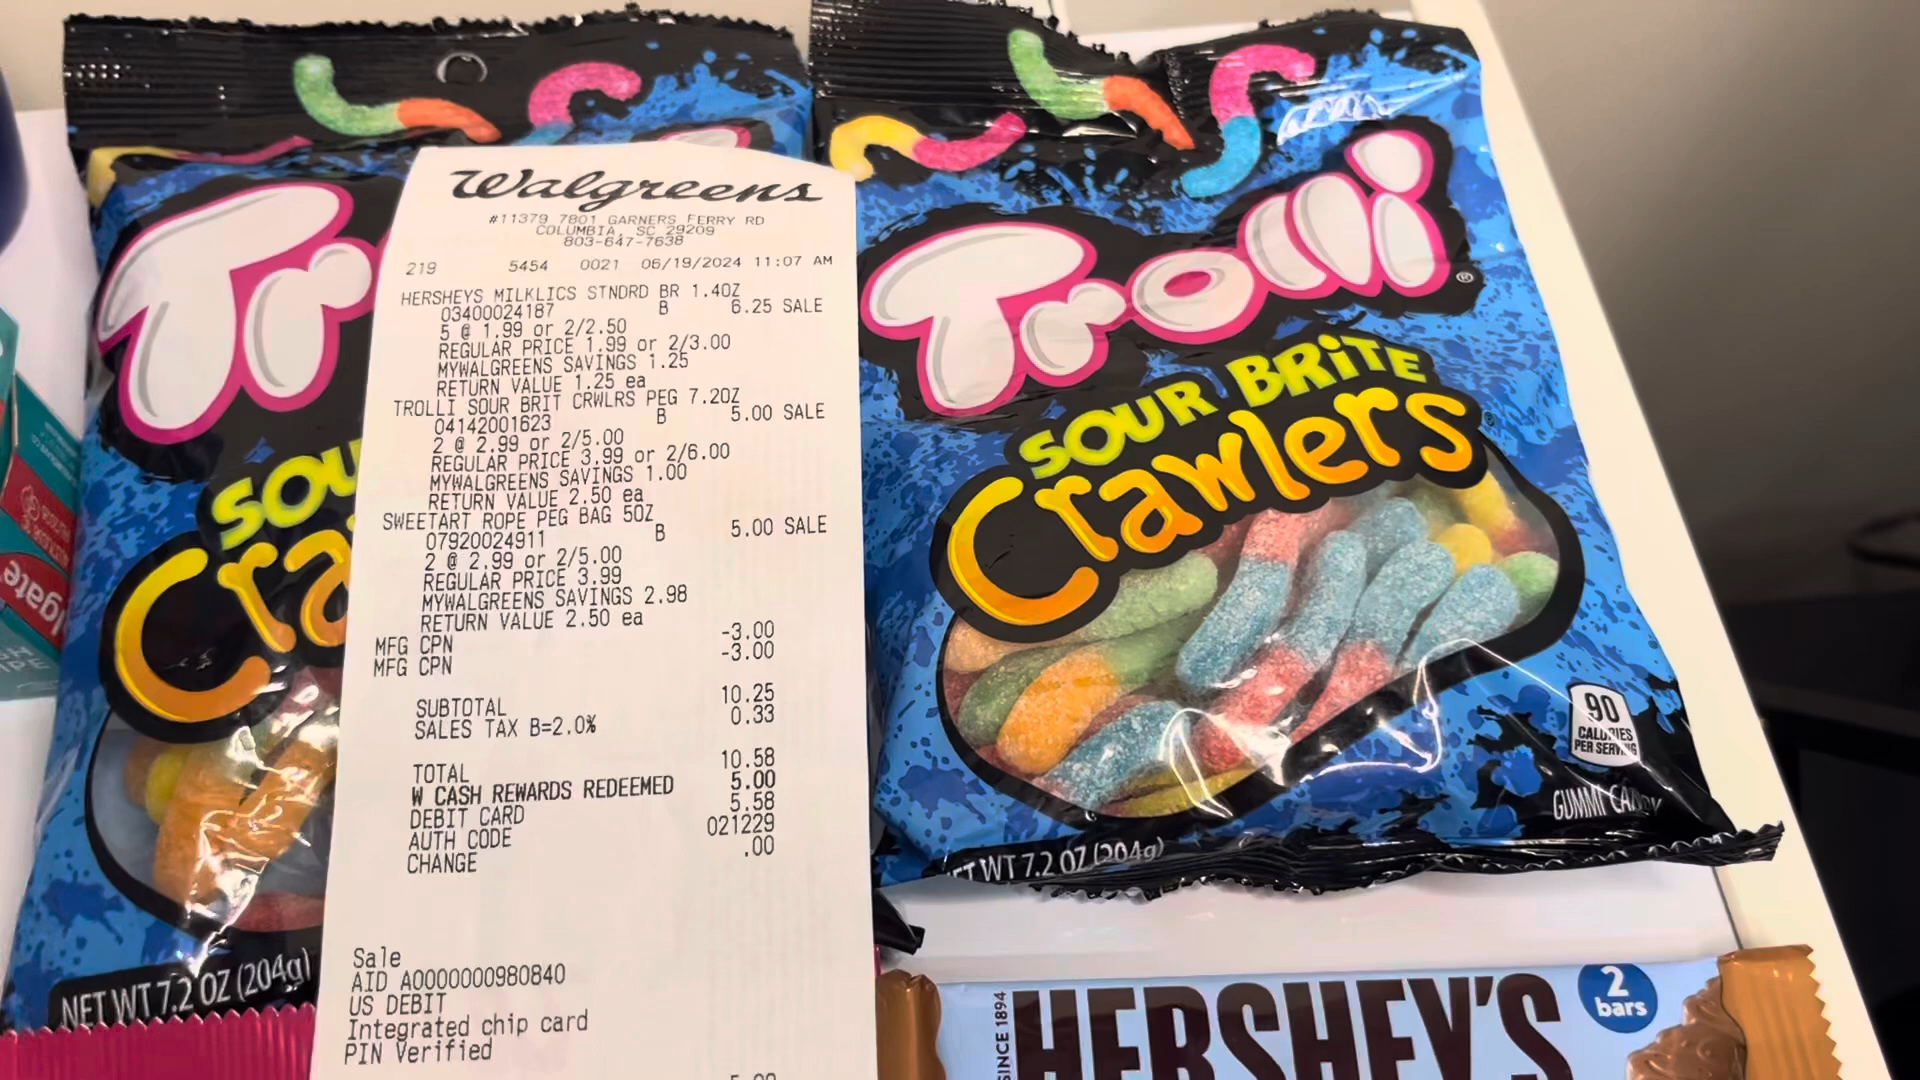 Walgreens
#11379 7801 GARNERS FERRY RD
COLUMBIA, SC 29209
803-647-7638
219 5454 0021 06/19/2024 11:07 AM
HERSHEYS MILKLICS STNDRD BR 1.40Z
03400024187 B 6.25 SALE
5 @ 1.99 or 2/2.50
REGULAR PRICE 1.99 or 2/3.00
MYWALGREENS SAVINGS 1.25
RETURN VALUE 1.25 ea
TROLLI SOUR BRIT CRWLRS PEG 7.20Z
04142001623 B 5.00 SALE
2 @ 2.99 or 2/5.00
REGULAR PRICE 3.99 or 2/6.00
MYWALGREENS SAVINGS 1.00
RETURN VALUE 2.50 ea
SWEETART ROPE PEG BAG 5OZ
07920024911 B 5.00 SALE
2 @ 2.99 or 2/5.00
REGULAR PRICE 3.99
MYWALGREENS SAVINGS 2.98
RETURN VALUE 2.50 ea
MFG CPN -3.00
MFG CPN -3.00
SUBTOTAL 10.25
SALES TAX B=2.0% 0.33
TOTAL 10.58
W CASH REWARDS REDEEMED 5.00
DEBIT CARD 5.58
AUTH CODE 021229
CHANGE .00
Sale
AID A0000000980840
US DEBIT
Integrated chip card
PIN Verified
Tr
SOU
Cra
NET WT 7.2 OZ (204g)
Trolli®
SOUR BRiTE
Crawlers
90
CALORIES
PER SERVING
GUMMI CANDY
NET WT 7.2 OZ (204g)
SINCE 1894
HERSHEY'S
2
bars
lgate